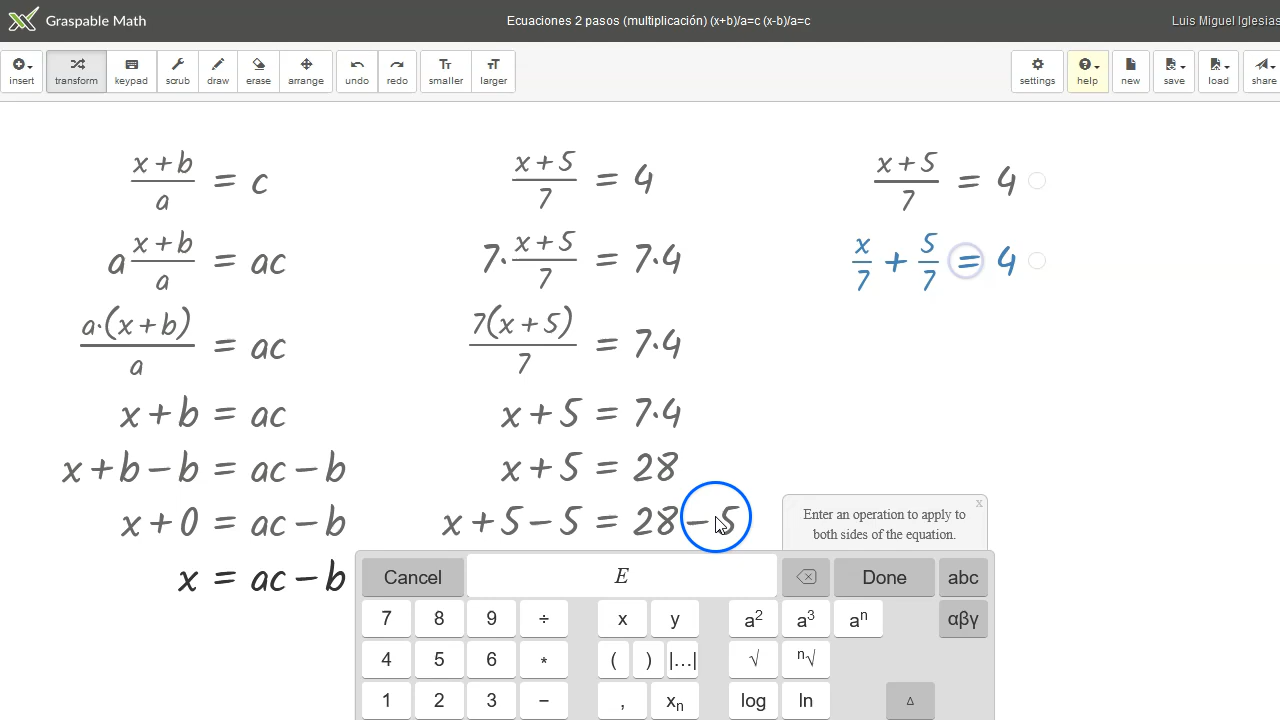 Graspable Math
Ecuaciones 2 pasos (multiplicación) (x+b)/a=c (x-b)/a=c
Luis Miguel Iglesias
insert
transform
keypad
scrub
draw
erase
arrange
undo
redo
smaller
larger
settings
help
new
save
load
share
(x+b)/a = c
a (x+b)/a = ac
(a·(x+b))/a = ac
x+b = ac
x+b−b = ac−b
x+0 = ac−b
x = ac−b
(x+5)/7 = 4
7·(x+5)/7 = 7·4
(7(x+5))/7 = 7·4
x+5 = 7·4
x+5 = 28
x+5−5 = 28−5
(x+5)/7 = 4
x/7 + 5/7 = 4
x
Enter an operation to apply to
both sides of the equation.
Cancel E ⌫ Done abc
7 8 9 ÷ x y a² a³ aⁿ αβγ
4 5 6 * ( ) |...| √ ⁿ√
1 2 3 − , xₙ log ln ▵